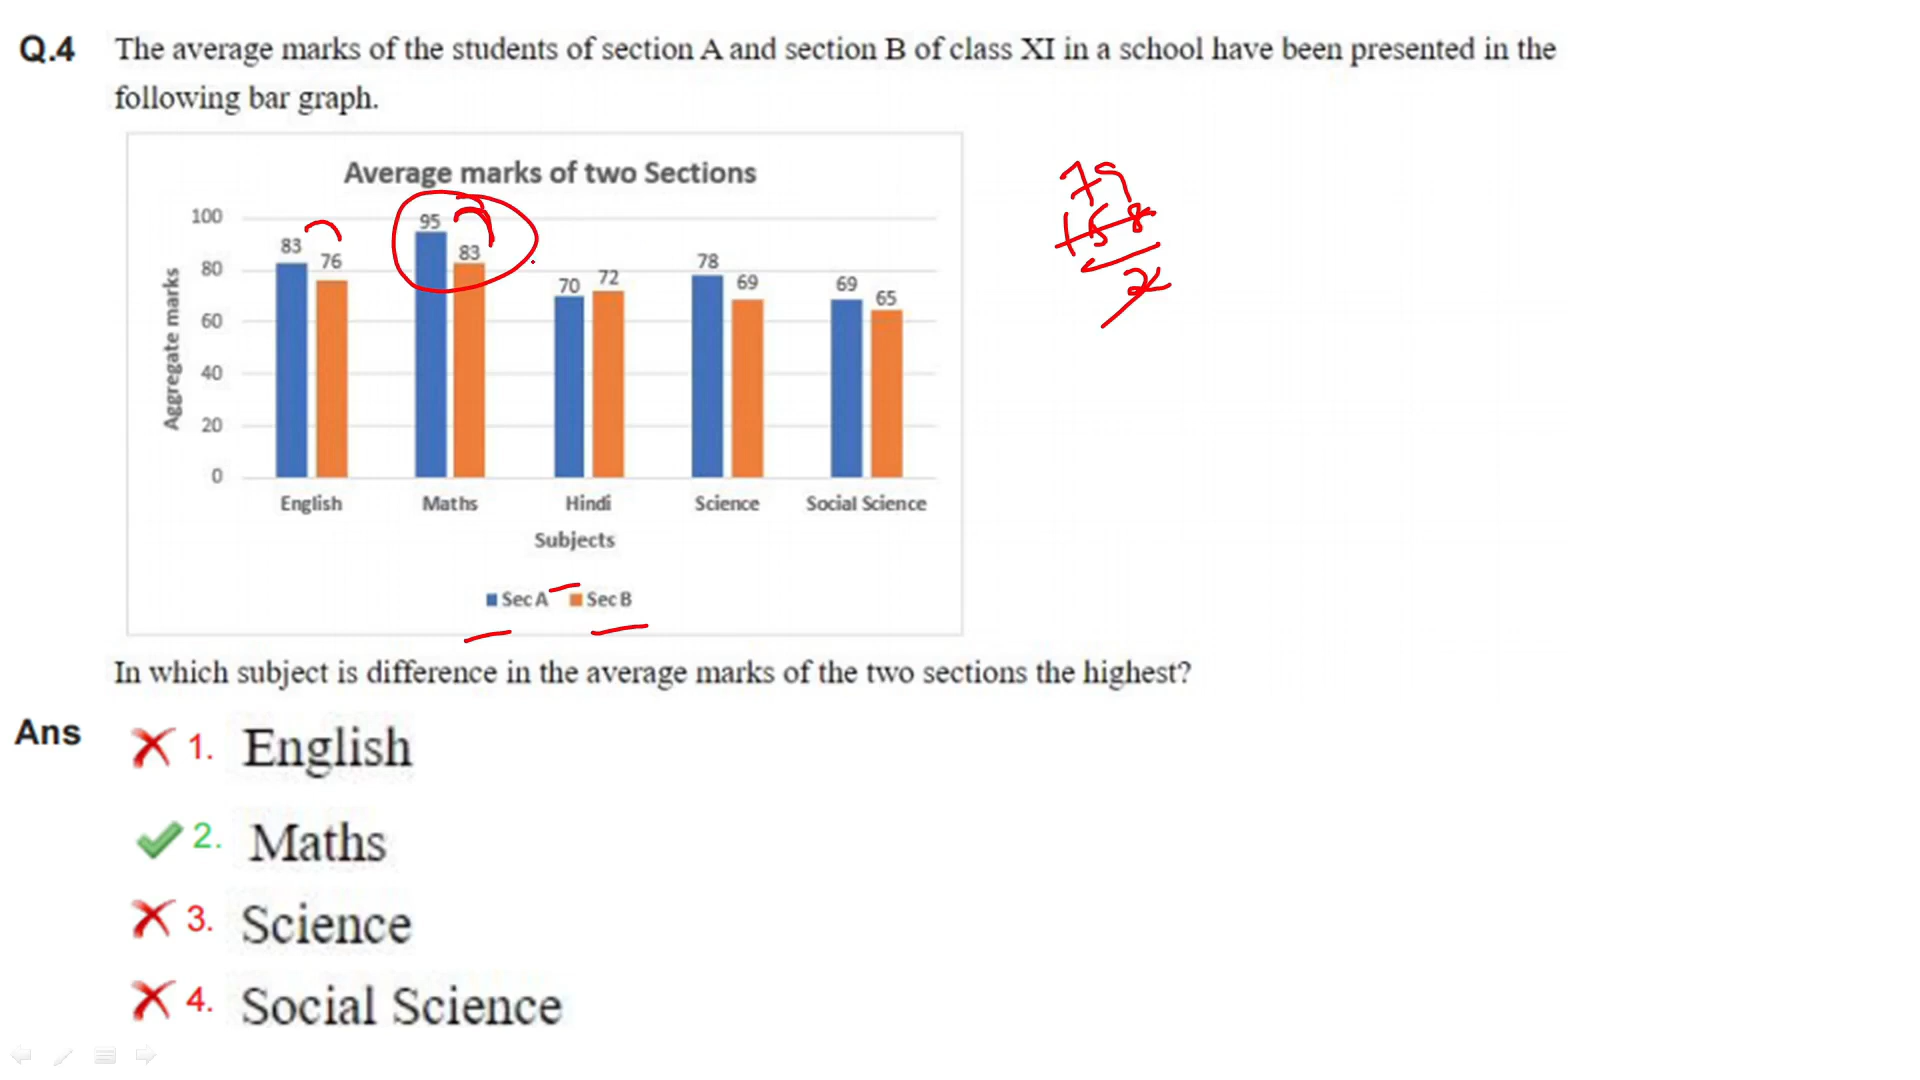 Q.4 The average marks of the students of section A and section B of class XI in a school have been presented in the
following bar graph.
Average marks of two Sections
Aggregate marks
100
80
60
40
20
0
83 76 95 83 70 72 78 69 69 65
English Maths Hindi Science Social Science
Subjects
Sec A Sec B
In which subject is difference in the average marks of the two sections the highest?
Ans 1. English
2. Maths
3. Science
4. Social Science